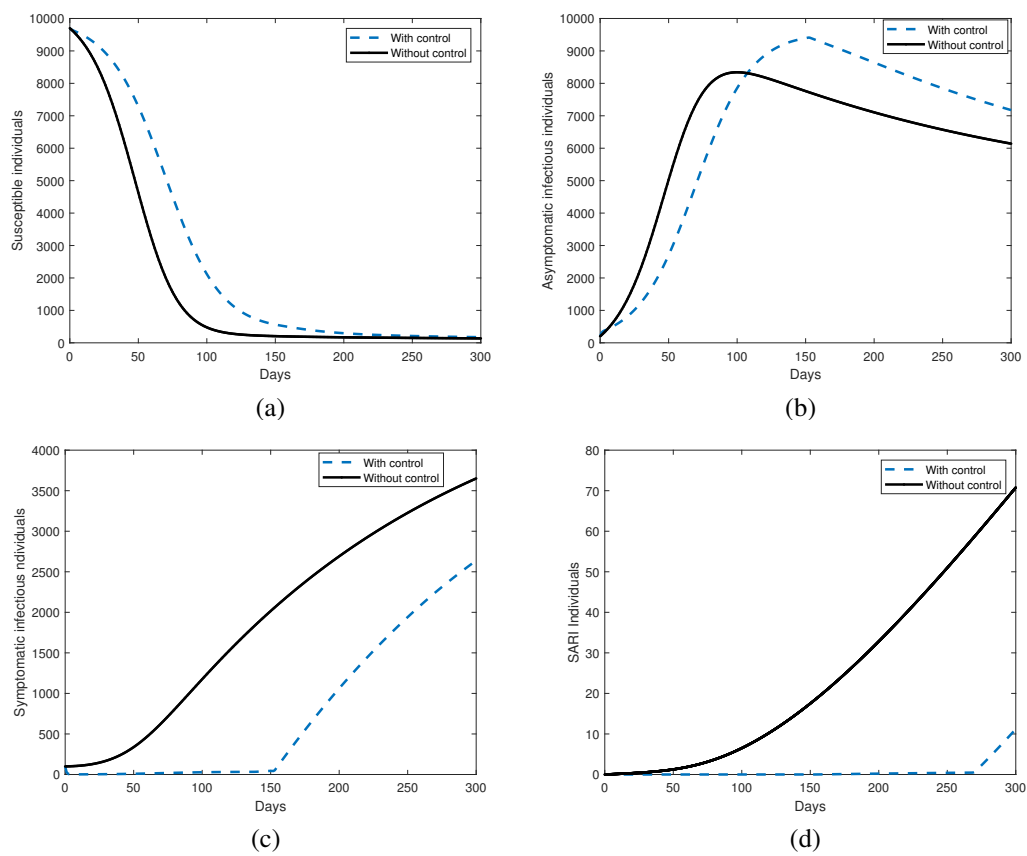 10000
9000
8000
7000
6000
5000
4000
3000
2000
1000
0
Susceptible individuals
With control
Without control
0 50 100 150 200 250 300
Days
(a)
10000
9000
8000
7000
6000
5000
4000
3000
2000
1000
0
Asymptomatic infectious individuals
With control
Without control
0 50 100 150 200 250 300
Days
(b)
4000
3500
3000
2500
2000
1500
1000
500
0
Symptomatic infectious ndividuals
With control
Without control
0 50 100 150 200 250 300
Days
(c)
80
70
60
50
40
30
20
10
0
SARI Individuals
With control
Without control
0 50 100 150 200 250 300
Days
(d)